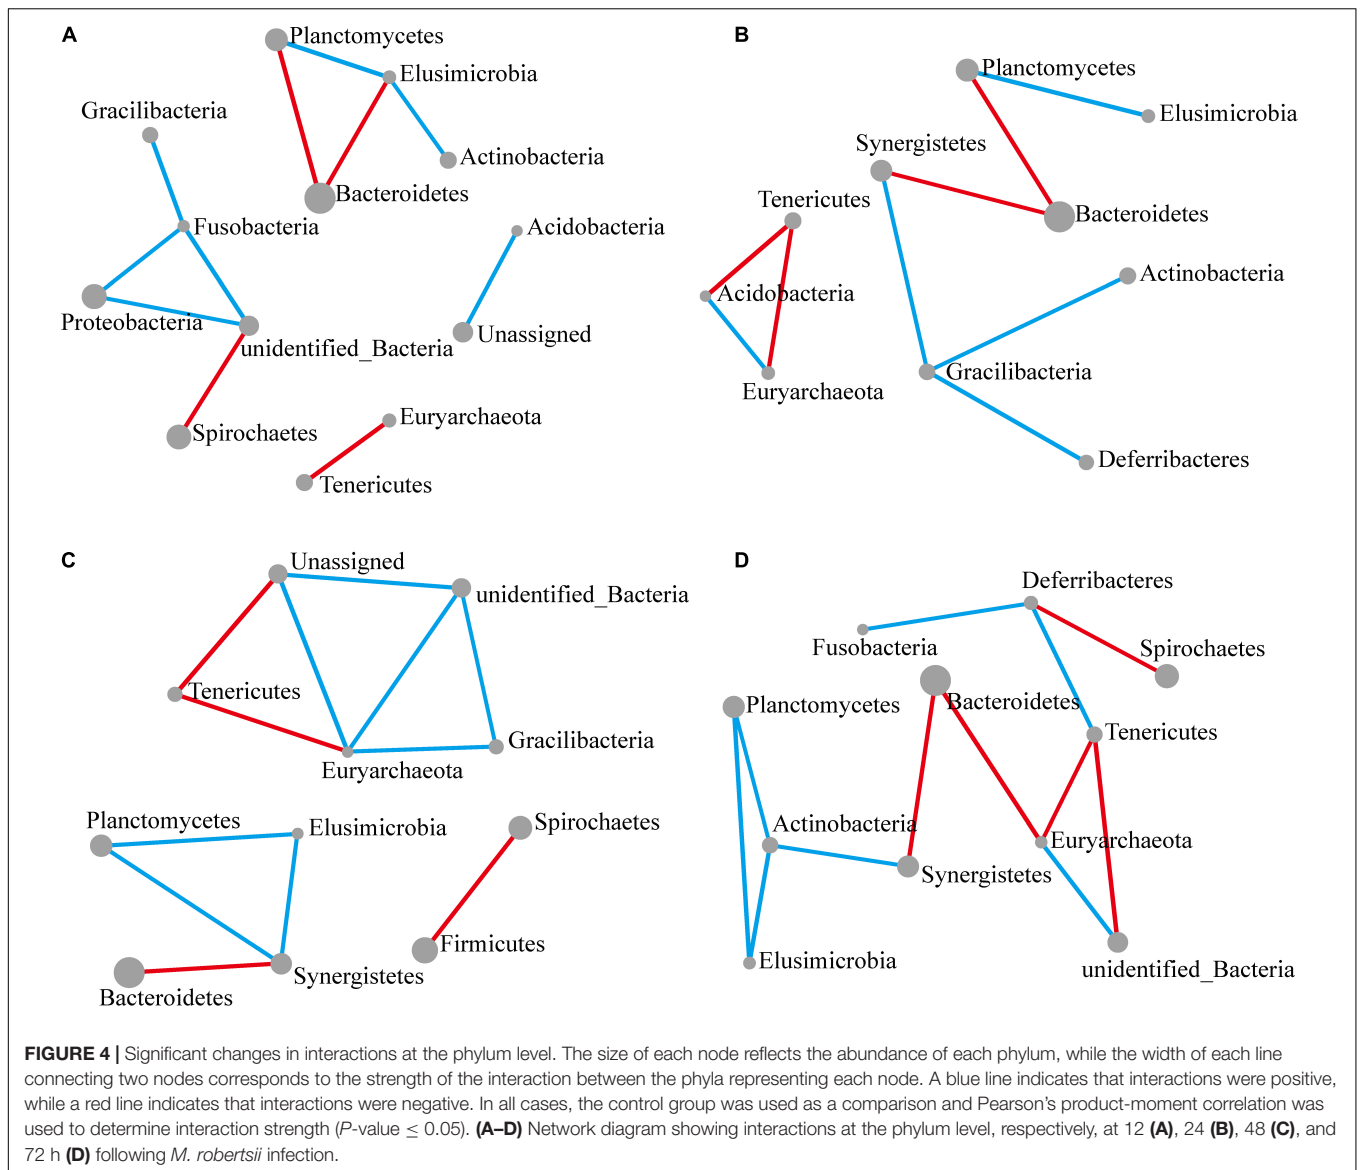 A
Planctomycetes
Elusimicrobia
Gracilibacteria
Actinobacteria
Bacteroidetes
Fusobacteria
Acidobacteria
Proteobacteria
Unassigned
unidentified_Bacteria
Spirochaetes
Euryarchaeota
Tenericutes
B
Planctomycetes
Elusimicrobia
Synergistetes
Tenericutes
Bacteroidetes
Actinobacteria
Acidobacteria
Gracilibacteria
Euryarchaeota
Deferribacteres
C
Unassigned
unidentified_Bacteria
Tenericutes
Gracilibacteria
Euryarchaeota
Planctomycetes
Elusimicrobia
Spirochaetes
Firmicutes
Synergistetes
Bacteroidetes
D
Deferribacteres
Fusobacteria
Spirochaetes
Planctomycetes
Bacteroidetes
Tenericutes
Actinobacteria
Euryarchaeota
Synergistetes
Elusimicrobia
unidentified_Bacteria
FIGURE 4 | Significant changes in interactions at the phylum level. The size of each node reflects the abundance of each phylum, while the width of each line
connecting two nodes corresponds to the strength of the interaction between the phyla representing each node. A blue line indicates that interactions were positive,
while a red line indicates that interactions were negative. In all cases, the control group was used as a comparison and Pearson's product-moment correlation was
used to determine interaction strength (P-value ≤ 0.05). (A–D) Network diagram showing interactions at the phylum level, respectively, at 12 (A), 24 (B), 48 (C), and
72 h (D) following M. robertsii infection.